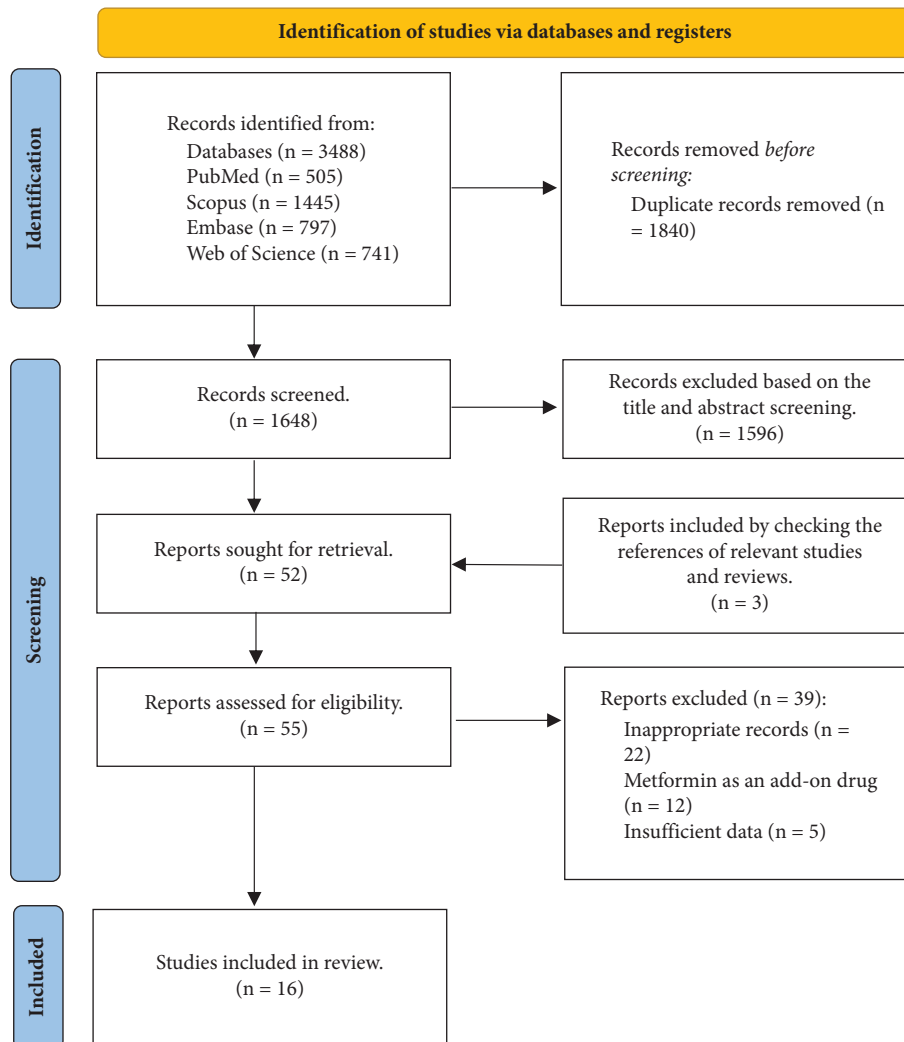 Identification of studies via databases and registers
Identification
Records identified from:
Databases (n = 3488)
PubMed (n = 505)
Scopus (n = 1445)
Embase (n = 797)
Web of Science (n = 741)
Records removed before
screening:
Duplicate records removed (n
= 1840)
Screening
Records screened.
(n = 1648)
Records excluded based on the
title and abstract screening.
(n = 1596)
Reports sought for retrieval.
(n = 52)
Reports included by checking the
references of relevant studies
and reviews.
(n = 3)
Reports assessed for eligibility.
(n = 55)
Reports excluded (n = 39):
Inappropriate records (n =
22)
Metformin as an add-on drug
(n = 12)
Insufficient data (n = 5)
Included
Studies included in review.
(n = 16)